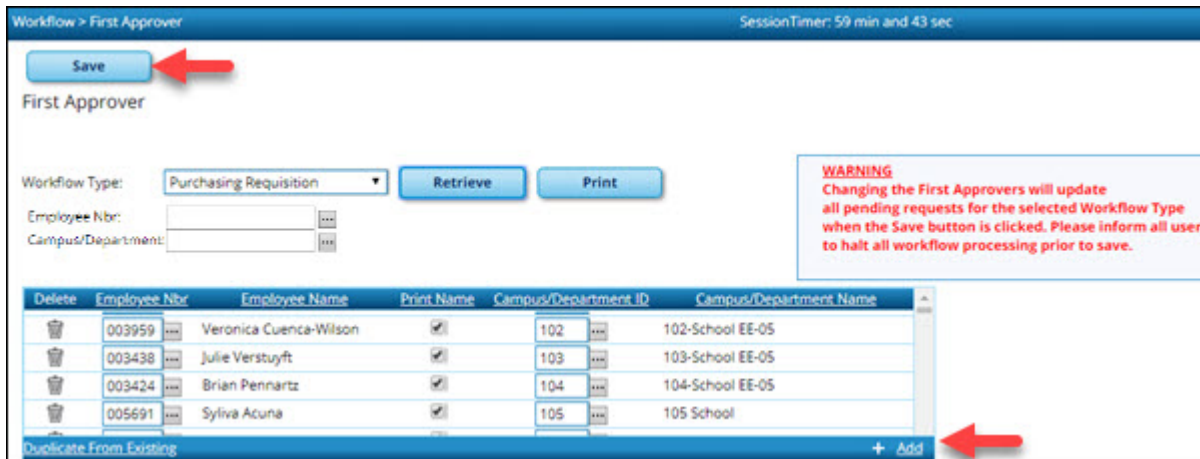 Workflow > First Approver SessionTimer: 59 min and 43 sec
Save
First Approver
Workflow Type: Purchasing Requisition Retrieve Print
Employee Nbr:
Campus/Department:
WARNING
Changing the First Approvers will update
all pending requests for the selected Workflow Type
when the Save button is clicked. Please inform all user
to halt all workflow processing prior to save.
Delete Employee Nbr Employee Name Print Name Campus/Department ID Campus/Department Name
003959 ... Veronica Cuenca-Wilson 102 ... 102-School EE-05
003438 ... Julie Verstuyft 103 ... 103-School EE-05
003424 ... Brian Pennartz 104 ... 104-School EE-05
005691 ... Syliva Acuna 105 ... 105 School
Duplicate From Existing + Add